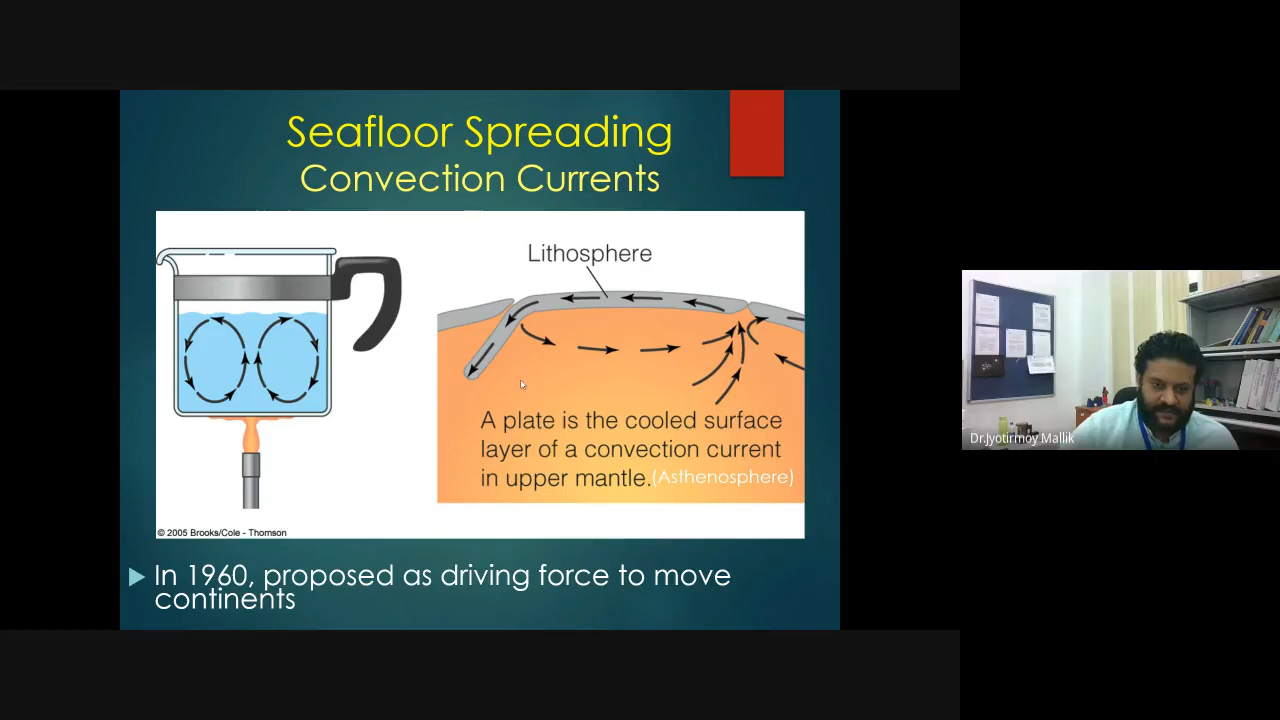 Seafloor Spreading
Convection Currents
Lithosphere
A plate is the cooled surface
layer of a convection current
in upper mantle.(Asthenosphere)
© 2005 Brooks/Cole - Thomson
In 1960, proposed as driving force to move
continents
Dr.Jyotirmoy Mallik